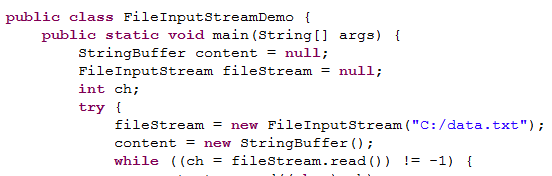 public class FileInputStreamDemo {
public static void main(String[] args) {
StringBuffer content = null;
FileInputStream fileStream = null;
int ch;
try {
fileStream = new FileInputStream("C:/data.txt");
content = new StringBuffer();
while ((ch = fileStream.read()) != -1) {